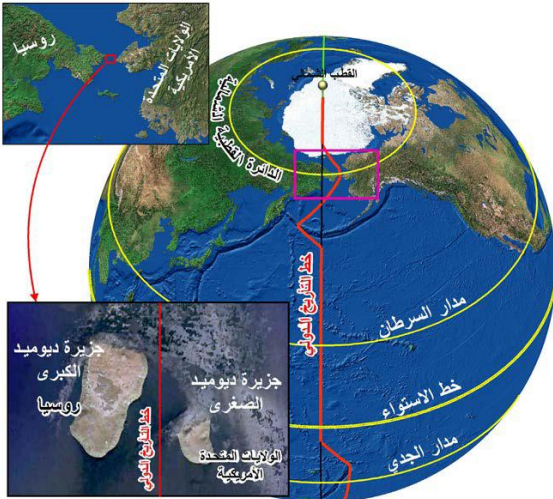 روسيا
الولايات المتحدة
الأمريكية
القطب الشمالي
الدائرة القطبية الشمالية
خط التاريخ الدولي
مدار السرطان
خط الاستواء
مدار الجدي
جزيرة ديوميد
الكبرى
روسيا
خط التاريخ الدولي
جزيرة ديوميد
الصغرى
الولايات المتحدة
الأمريكية